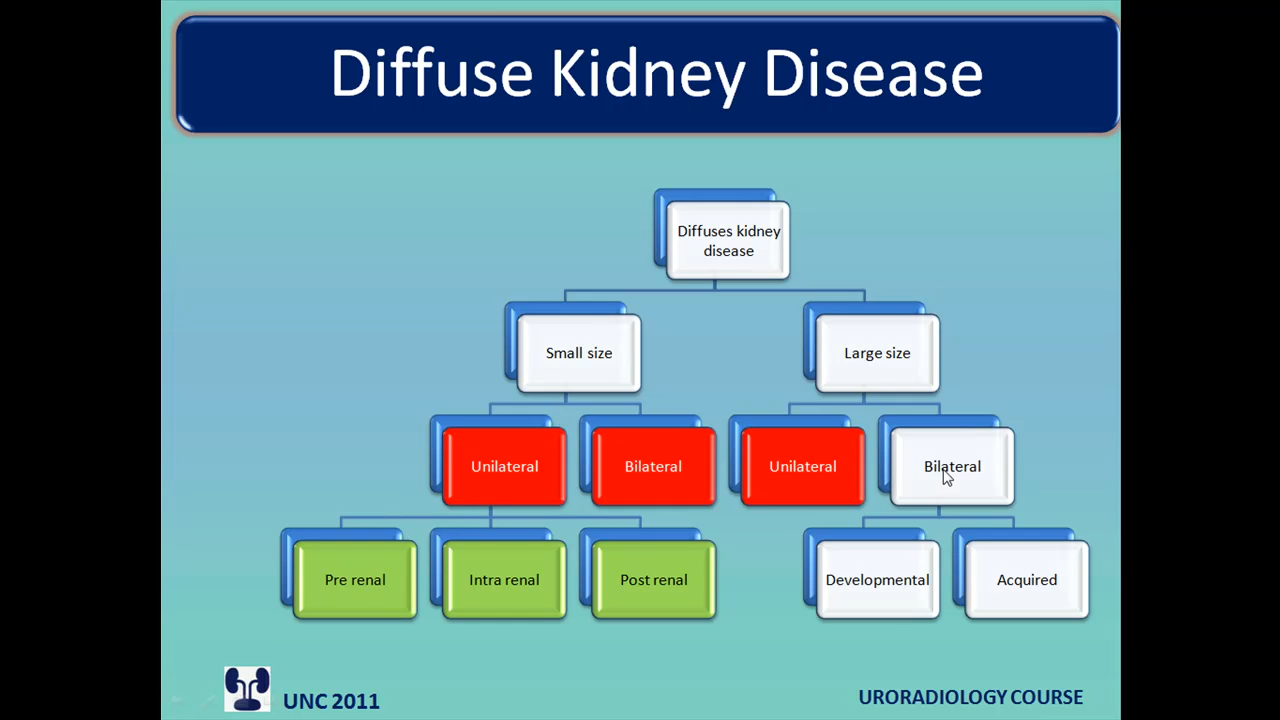 Diffuse Kidney Disease
Diffuses kidney
disease
Small size
Large size
Unilateral
Bilateral
Unilateral
Bilateral
Pre renal
Intra renal
Post renal
Developmental
Acquired
UNC 2011
URORADIOLOGY COURSE